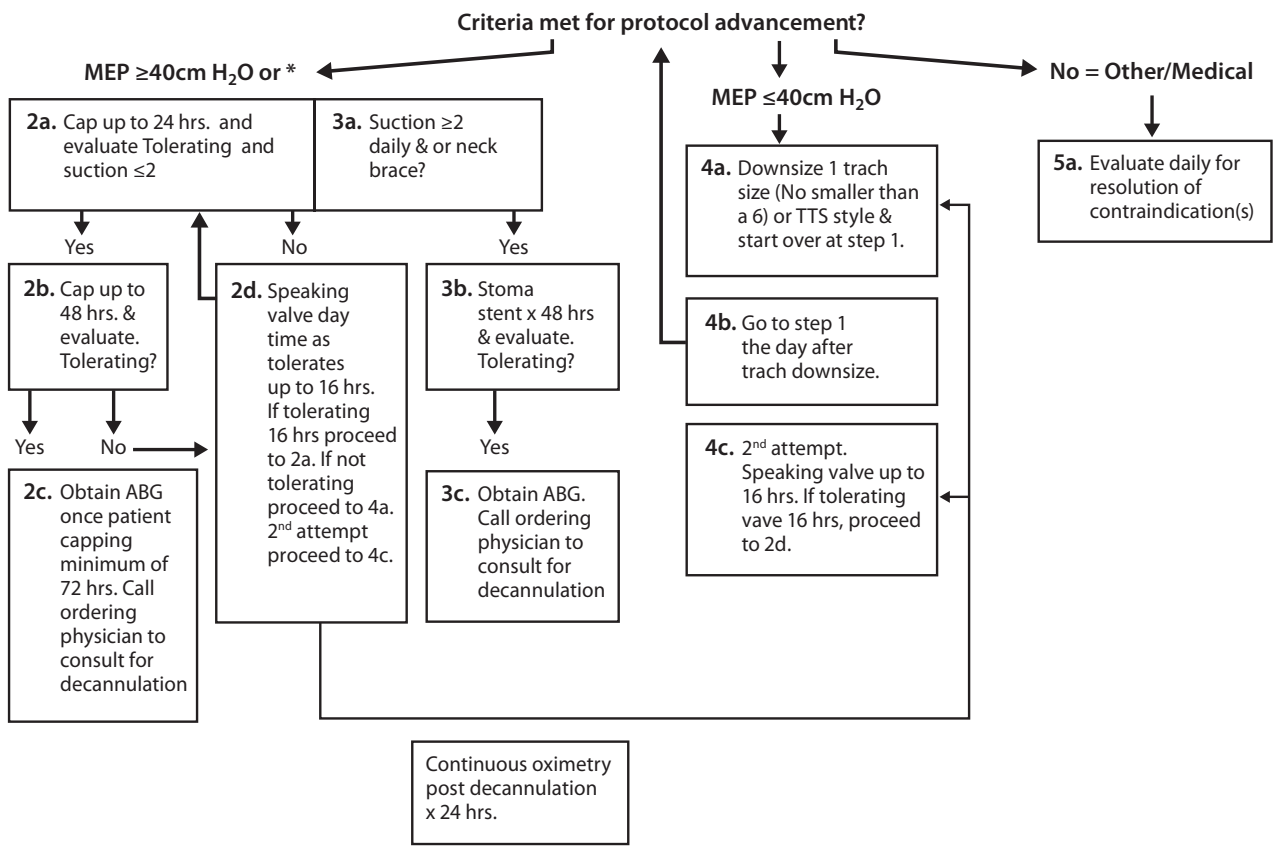 Criteria met for protocol advancement?
MEP ≥40cm H₂O or *
2a. Cap up to 24 hrs. and
evaluate Tolerating and
suction ≤2
3a. Suction ≥2
daily & or neck
brace?
Yes
No
Yes
2b. Cap up to
48 hrs. &
evaluate.
Tolerating?
Yes
No
2c. Obtain ABG
once patient
capping
minimum of
72 hrs. Call
ordering
physician to
consult for
decannulation
2d. Speaking
valve day
time as
tolerates
up to 16 hrs.
If tolerating
16 hrs proceed
to 2a. If not
tolerating
proceed to 4a.
2nd attempt
proceed to 4c.
3b. Stoma
stent x 48 hrs
& evaluate.
Tolerating?
Yes
3c. Obtain ABG.
Call ordering
physician to
consult for
decannulation
MEP ≤40cm H₂O
4a. Downsize 1 trach
size (No smaller than
a 6) or TTS style &
start over at step 1.
4b. Go to step 1
the day after
trach downsize.
4c. 2nd attempt.
Speaking valve up to
16 hrs. If tolerating
vave 16 hrs, proceed
to 2d.
No = Other/Medical
5a. Evaluate daily for
resolution of
contraindication(s)
Continuous oximetry
post decannulation
x 24 hrs.